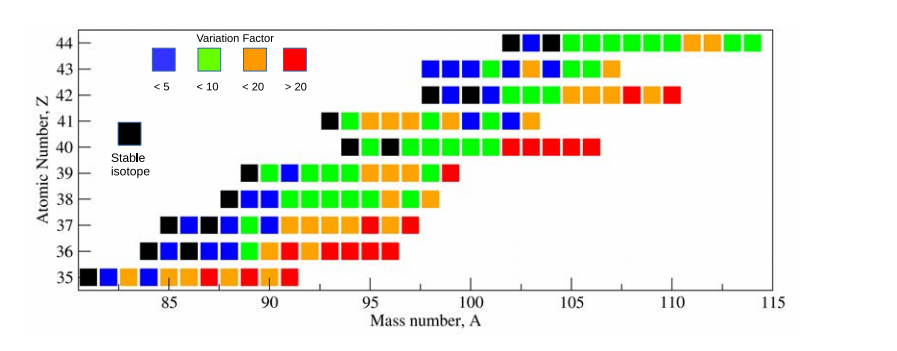 Variation Factor
< 5 < 10 < 20 > 20
Stable
isotope
Atomic Number, Z
44
43
42
41
40
39
38
37
36
35
85 90 95 100 105 110 115
Mass number, A